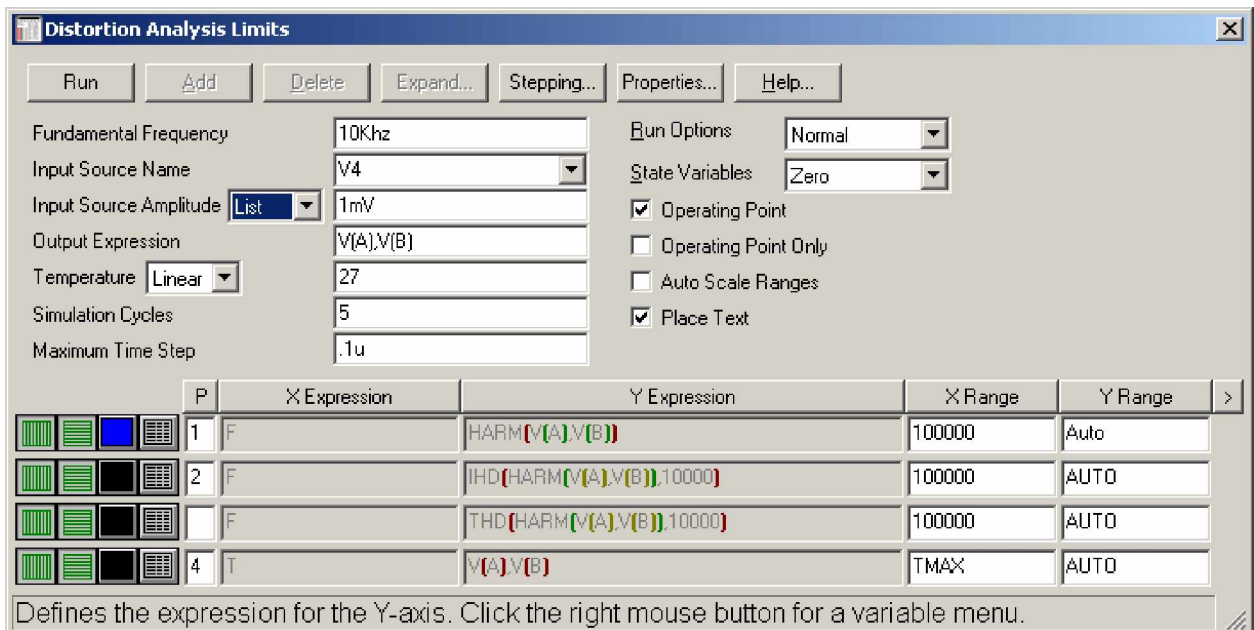 Distortion Analysis Limits
Run Add Delete Expand... Stepping... Properties... Help...
Fundamental Frequency 10Khz Run Options Normal
Input Source Name V4 State Variables Zero
Input Source Amplitude List 1mV Operating Point
Output Expression V(A),V(B) Operating Point Only
Temperature Linear 27 Auto Scale Ranges
Simulation Cycles 5 Place Text
Maximum Time Step .1u
P X Expression Y Expression X Range Y Range >
1 F HARM(V(A),V(B)) 100000 Auto
2 F IHD(HARM(V(A),V(B)),10000) 100000 AUTO
F THD(HARM(V(A),V(B)),10000) 100000 AUTO
4 T V(A),V(B) TMAX AUTO
Defines the expression for the Y-axis. Click the right mouse button for a variable menu.